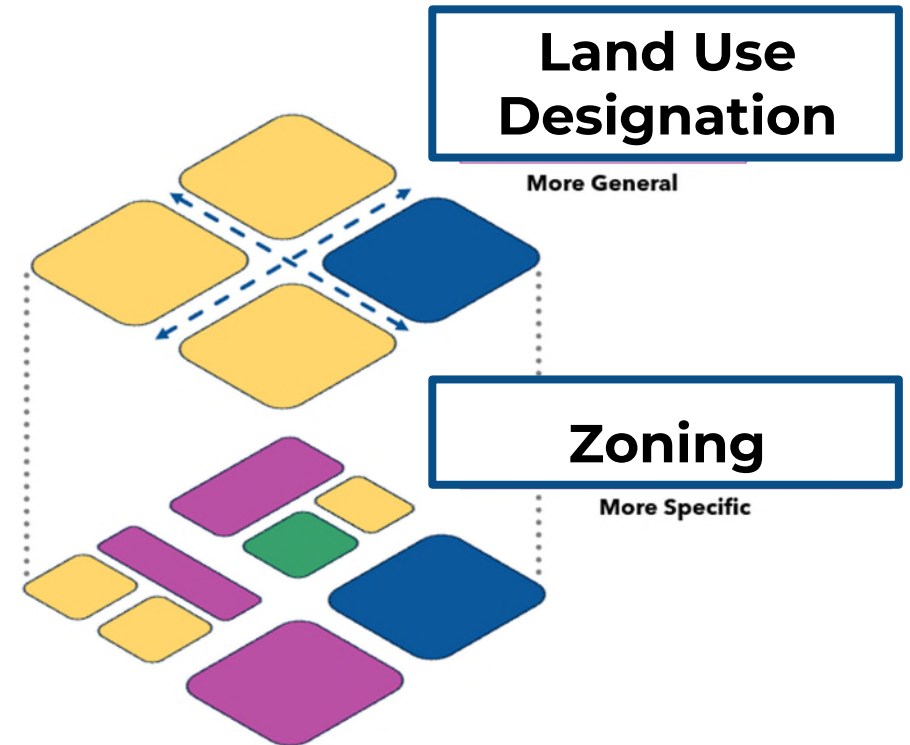 Land Use
Designation
More General
Zoning
More Specific